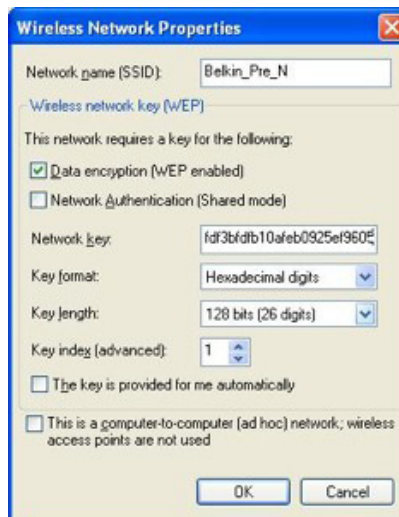 Wireless Network Properties
Network name (SSID): Belkin_Pre_N
Wireless network key (WEP)
This network requires a key for the following:
Data encryption (WEP enabled)
Network Authentication (Shared mode)
Network key: fdf3bfdfb10afeb0925ef9605
Key format: Hexadecimal digits
Key length: 128 bits (26 digits)
Key index (advanced): 1
The key is provided for me automatically
This is a computer-to-computer (ad hoc) network; wireless
access points are not used
OK Cancel